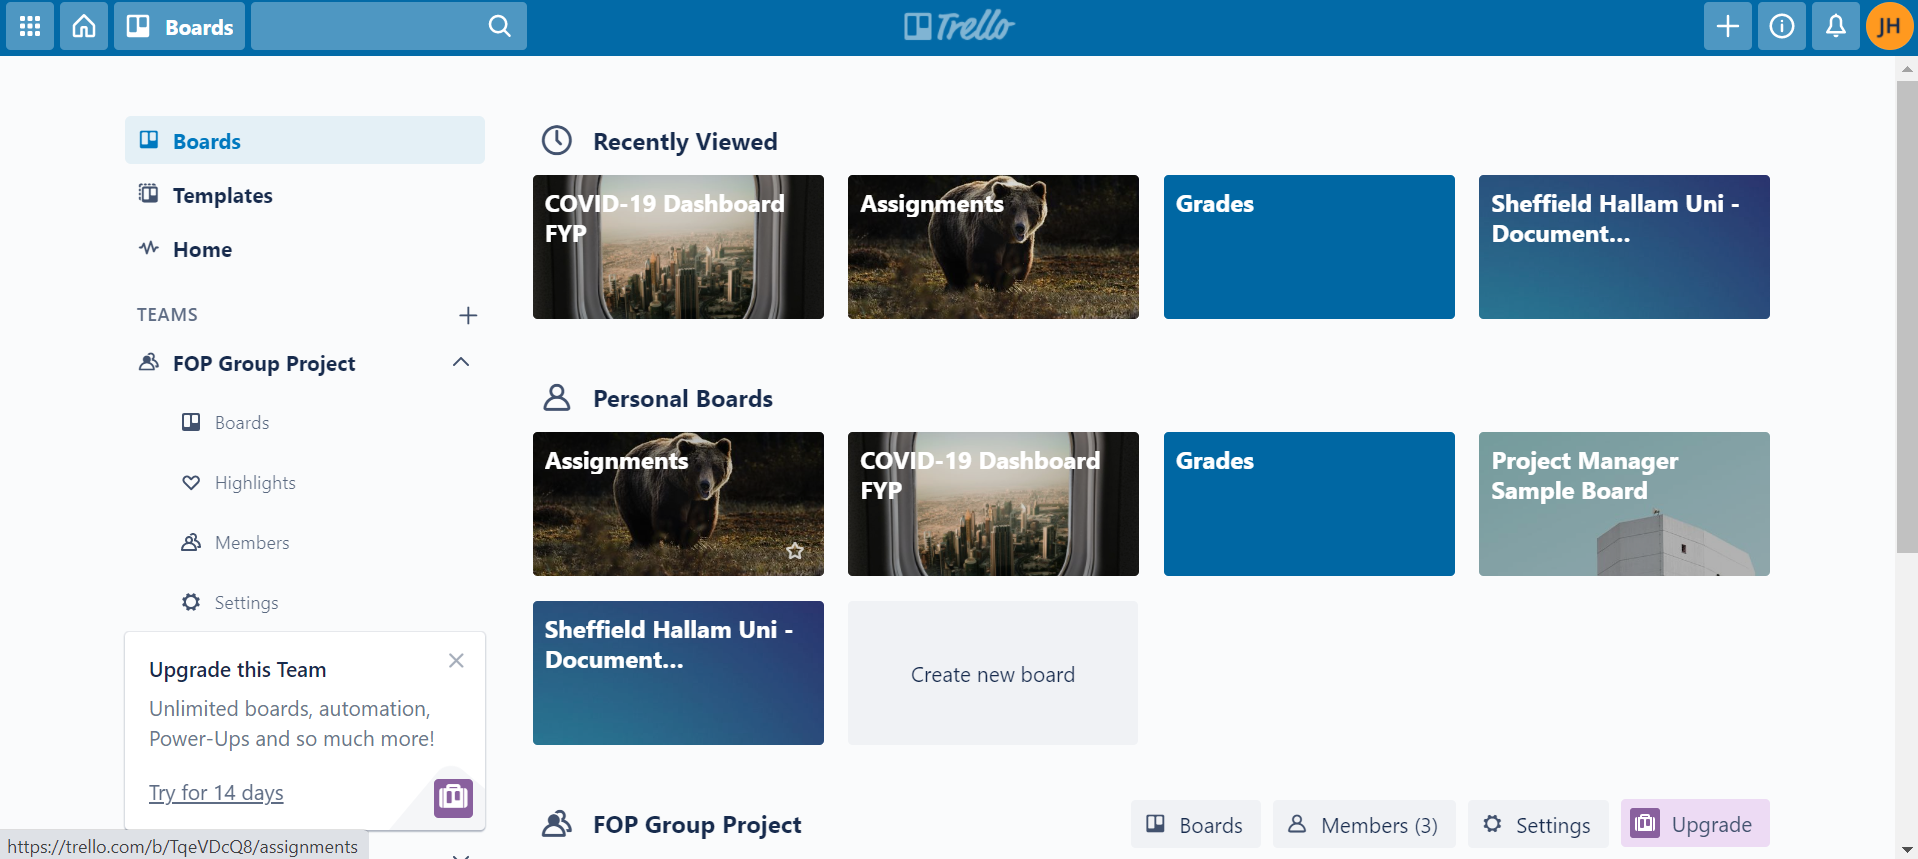 Boards
Trello
JH
Boards
Templates
Home
TEAMS
FOP Group Project
Boards
Highlights
Members
Settings
Upgrade this Team
Unlimited boards, automation,
Power-Ups and so much more!
Try for 14 days
https://trello.com/b/TqeVDcQ8/assignments
Recently Viewed
COVID-19 Dashboard
FYP
Assignments
Grades
Sheffield Hallam Uni -
Document...
Personal Boards
Assignments
COVID-19 Dashboard
FYP
Grades
Project Manager
Sample Board
Sheffield Hallam Uni -
Document...
Create new board
FOP Group Project
Boards
Members (3)
Settings
Upgrade